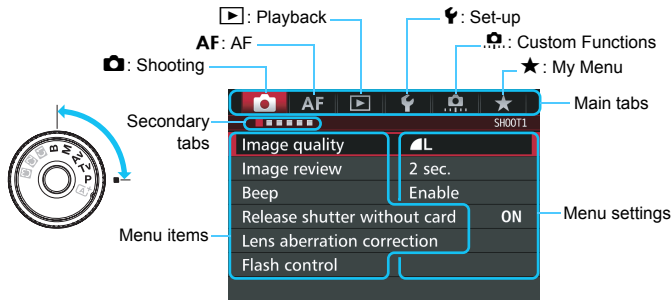 : Playback
: Set-up
AF: AF
: Custom Functions
: Shooting
: My Menu
AF
Main tabs
Secondary tabs
SHOOT1
Image quality L
Image review 2 sec.
Beep Enable
Release shutter without card ON
Lens aberration correction
Flash control
Menu items
Menu settings
B
M
Av
Tv
P
A+